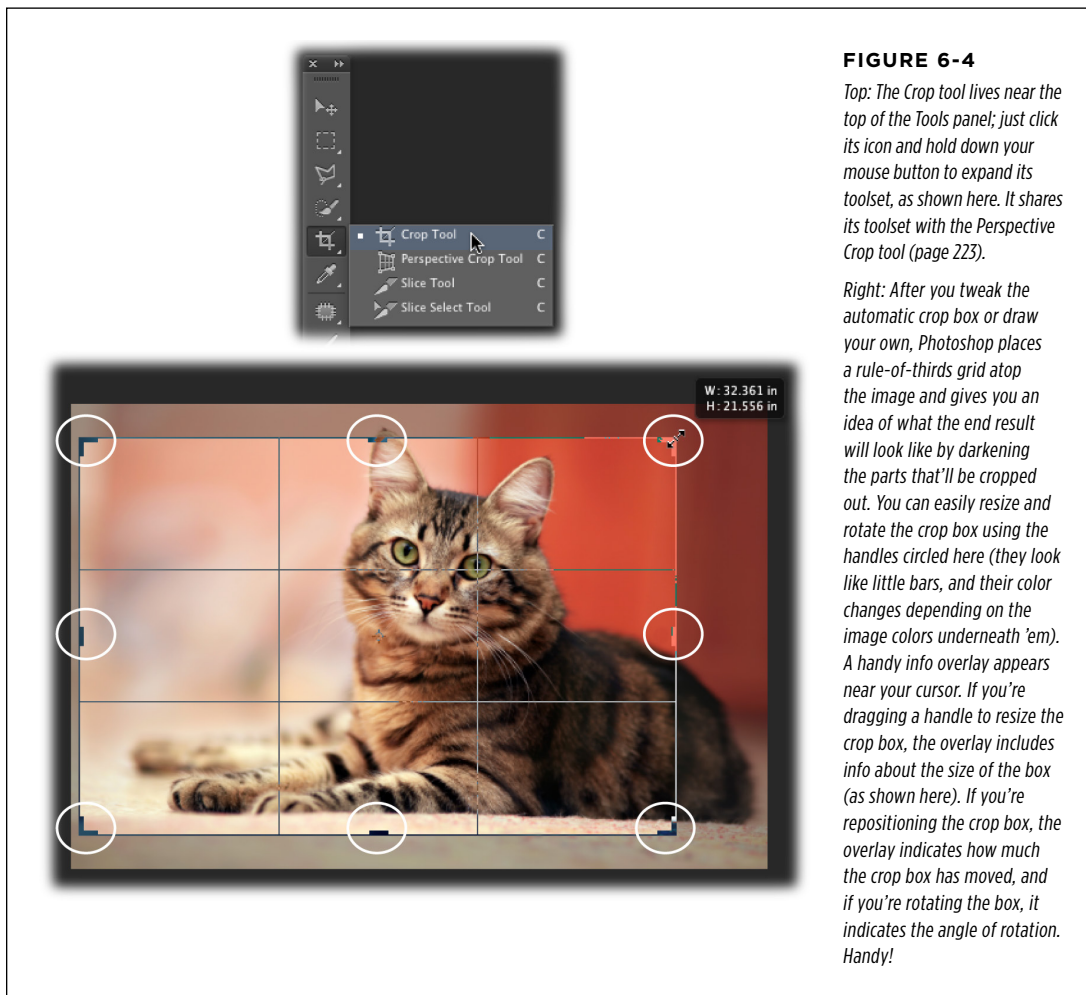 Crop Tool C
Perspective Crop Tool C
Slice Tool C
Slice Select Tool C
W: 32.361 in
H: 21.556 in
FIGURE 6-4
Top: The Crop tool lives near the
top of the Tools panel; just click
its icon and hold down your
mouse button to expand its
toolset, as shown here. It shares
its toolset with the Perspective
Crop tool (page 223).
Right: After you tweak the
automatic crop box or draw
your own, Photoshop places
a rule-of-thirds grid atop
the image and gives you an
idea of what the end result
will look like by darkening
the parts that’ll be cropped
out. You can easily resize and
rotate the crop box using the
handles circled here (they look
like little bars, and their color
changes depending on the
image colors underneath ’em).
A handy info overlay appears
near your cursor. If you’re
dragging a handle to resize the
crop box, the overlay includes
info about the size of the box
(as shown here). If you’re
repositioning the crop box, the
overlay indicates how much
the crop box has moved, and
if you’re rotating the box, it
indicates the angle of rotation.
Handy!